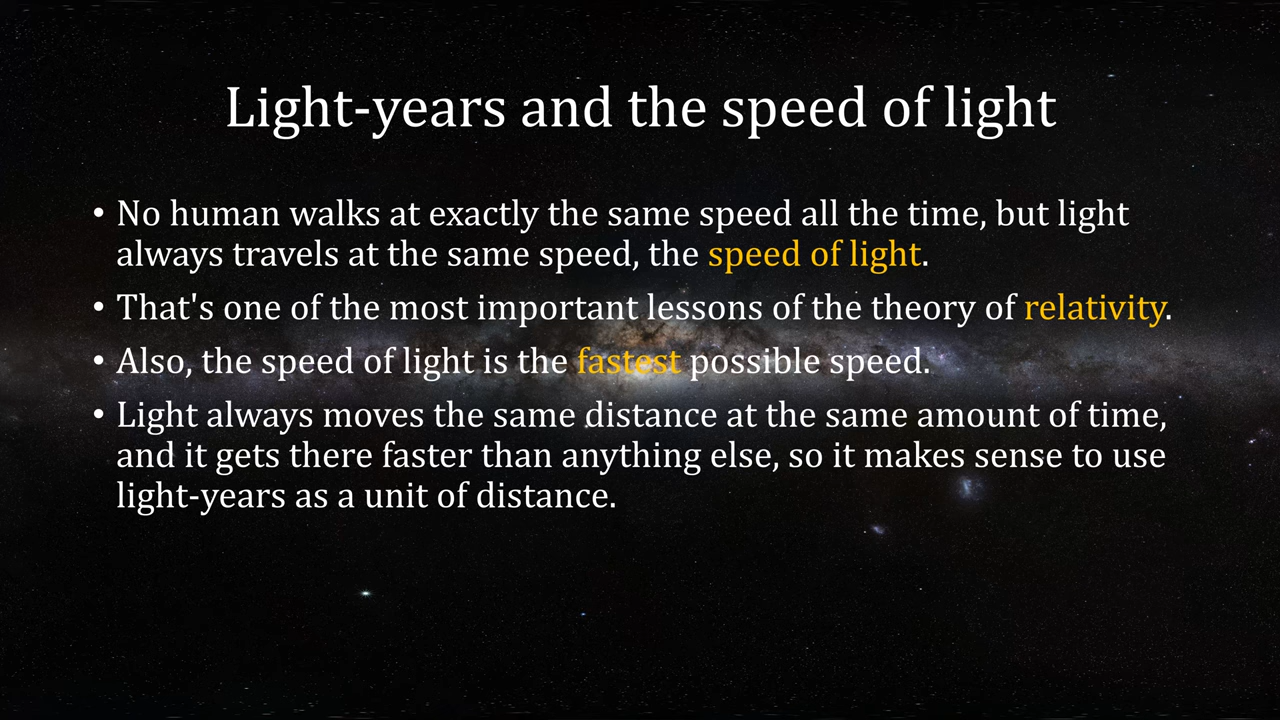 Light-years and the speed of light
• No human walks at exactly the same speed all the time, but light
always travels at the same speed, the speed of light.
• That's one of the most important lessons of the theory of relativity.
• Also, the speed of light is the fastest possible speed.
• Light always moves the same distance at the same amount of time,
and it gets there faster than anything else, so it makes sense to use
light-years as a unit of distance.